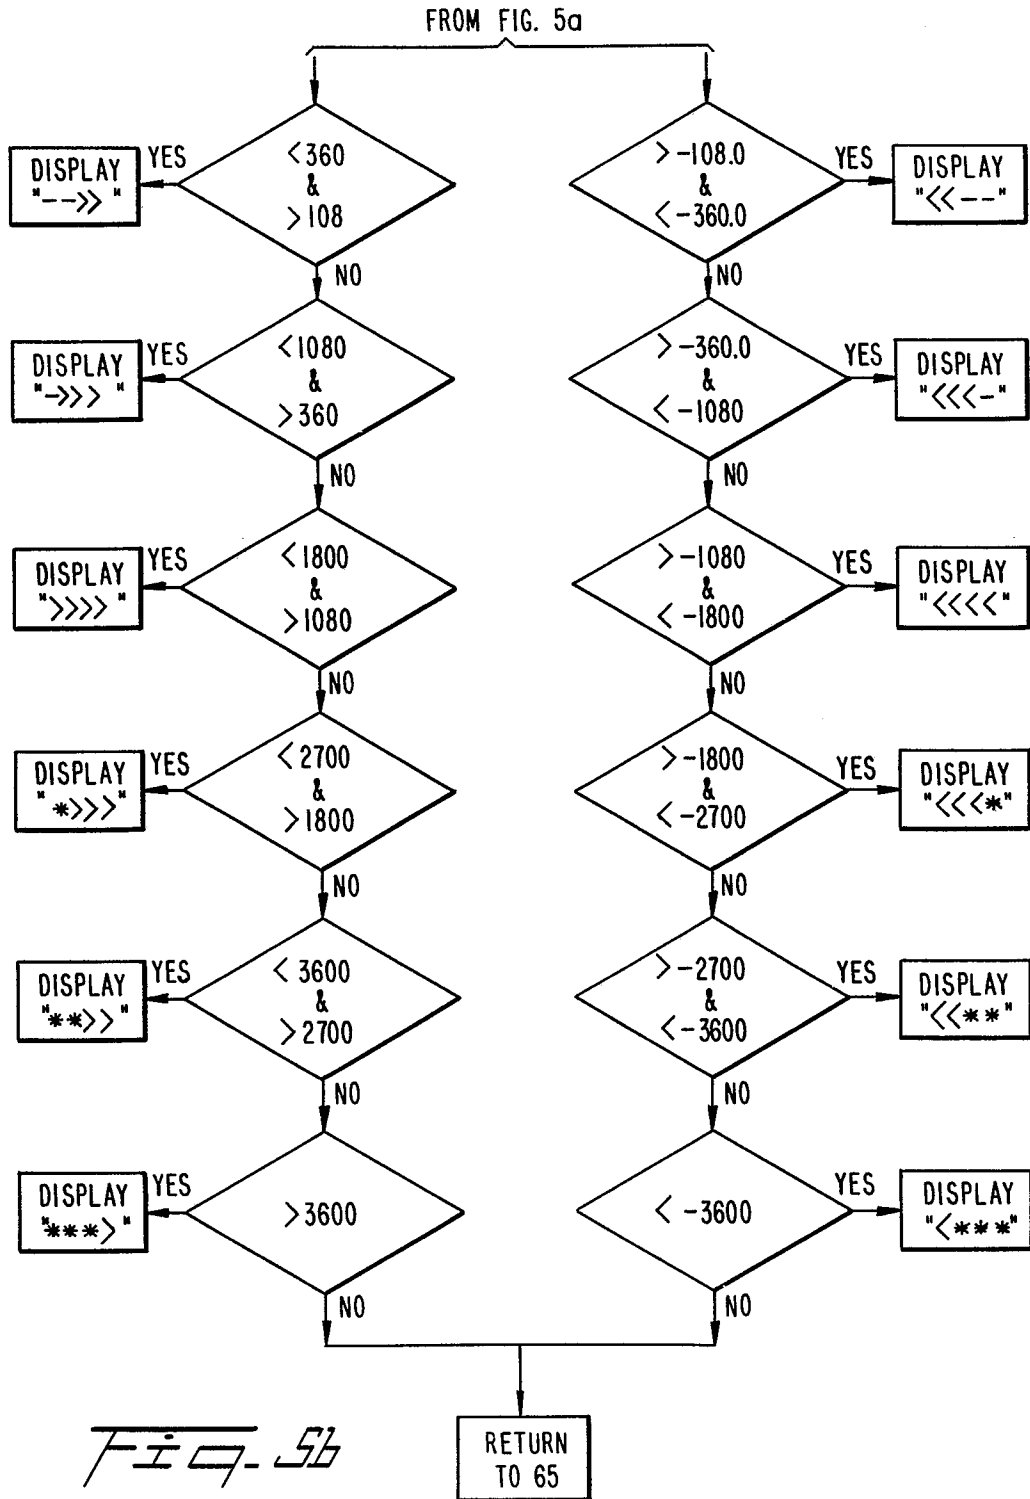 FROM FIG. 5a
<360
&
>108
YES
DISPLAY
"-->>"
NO
>-108.0
&
<-360.0
YES
DISPLAY
"<<--"
NO
<1080
&
>360
YES
DISPLAY
"->>>"
NO
>-360.0
&
<-1080
YES
DISPLAY
"<<<-"
NO
<1800
&
>1080
YES
DISPLAY
">>>>"
NO
>-1080
&
<-1800
YES
DISPLAY
"<<<<"
NO
<2700
&
>1800
YES
DISPLAY
"*>>>"
NO
>-1800
&
<-2700
YES
DISPLAY
"<<<*"
NO
<3600
&
>2700
YES
DISPLAY
"**>>"
NO
>-2700
&
<-3600
YES
DISPLAY
"<<**"
NO
>3600
YES
DISPLAY
"***>"
NO
<-3600
YES
DISPLAY
"<***"
NO
RETURN
TO 65
Fig. 5b